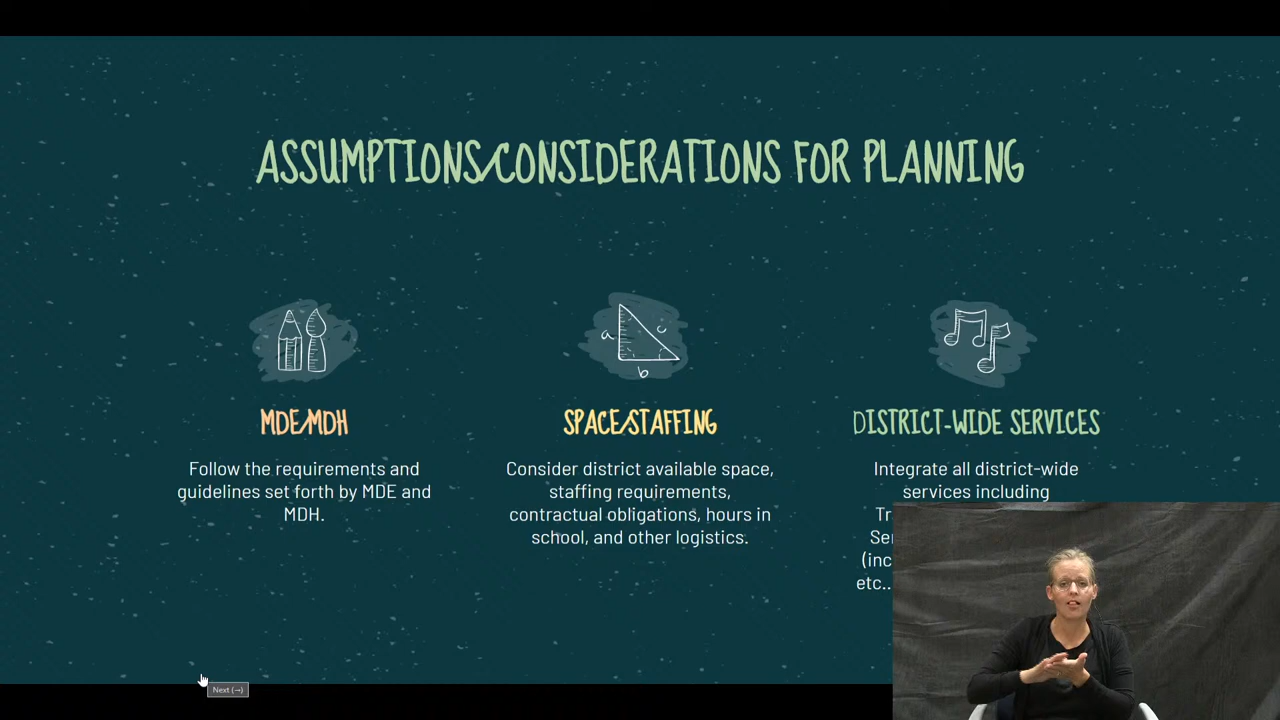 ASSUMPTIONS/CONSIDERATIONS FOR PLANNING
a
c
b
MDE/MDH
Follow the requirements and
guidelines set forth by MDE and
MDH.
SPACE/STAFFING
Consider district available space,
staffing requirements,
contractual obligations, hours in
school, and other logistics.
DISTRICT-WIDE SERVICES
Integrate all district-wide
services including
etc..
Next (→)